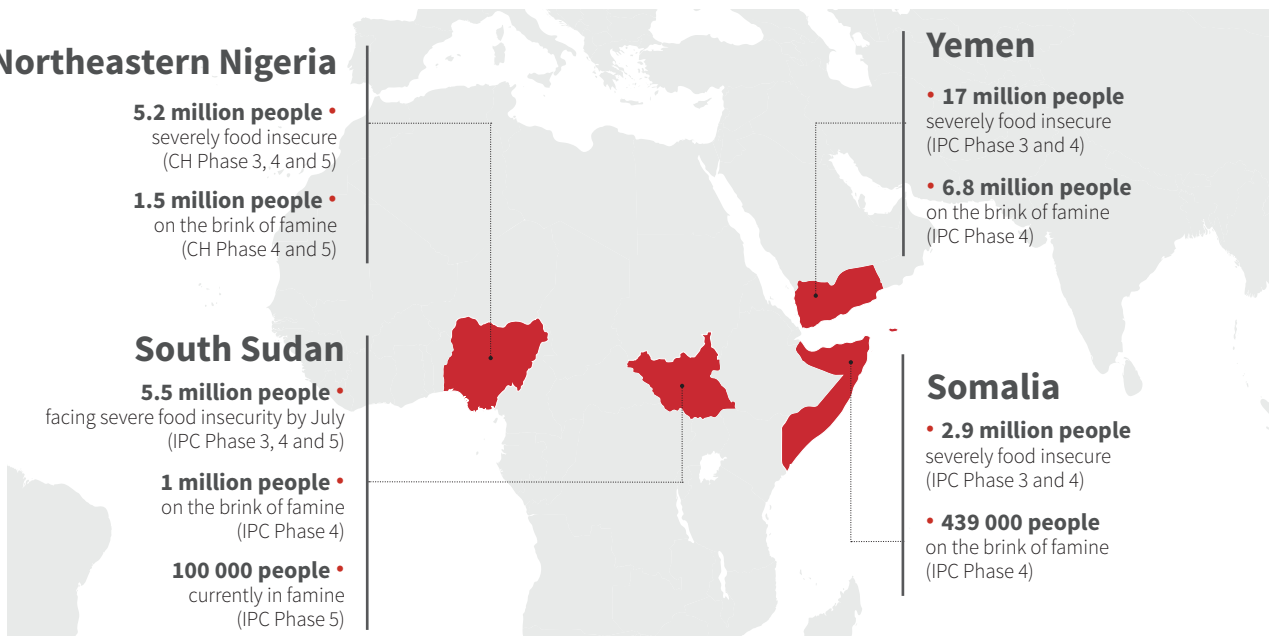 Northeastern Nigeria
5.2 million people •
severely food insecure
(CH Phase 3, 4 and 5)
1.5 million people •
on the brink of famine
(CH Phase 4 and 5)
South Sudan
5.5 million people •
facing severe food insecurity by July
(IPC Phase 3, 4 and 5)
1 million people •
on the brink of famine
(IPC Phase 4)
100 000 people •
currently in famine
(IPC Phase 5)
Yemen
• 17 million people
severely food insecure
(IPC Phase 3 and 4)
• 6.8 million people
on the brink of famine
(IPC Phase 4)
Somalia
• 2.9 million people
severely food insecure
(IPC Phase 3 and 4)
• 439 000 people
on the brink of famine
(IPC Phase 4)